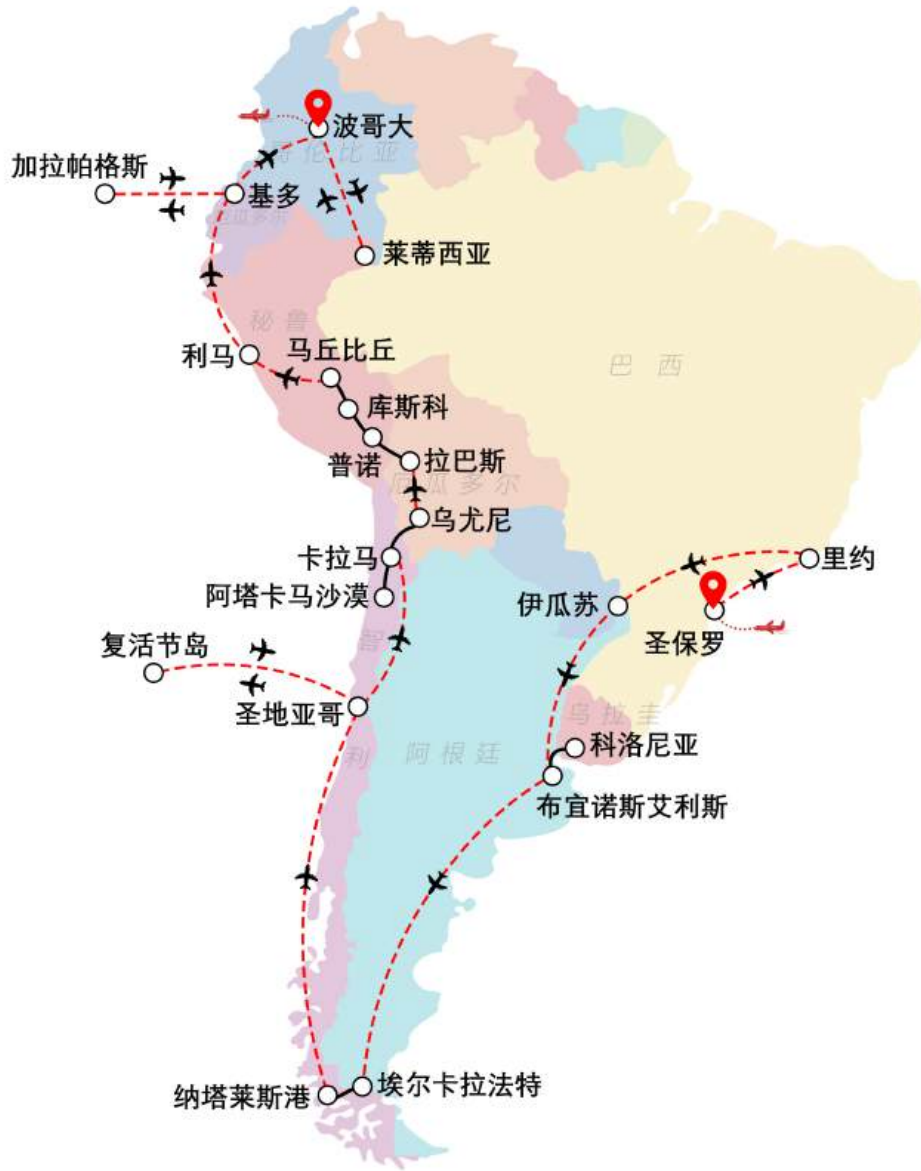 波哥大
哥伦比亚
加拉帕格斯
基多
厄瓜多尔
莱蒂西亚
秘鲁
利马
马丘比丘
巴西
库斯科
普诺
拉巴斯
厄瓜多尔
乌尤尼
卡拉马
里约
阿塔卡马沙漠
伊瓜苏
圣保罗
复活节岛
智利
圣地亚哥
乌拉圭
阿根廷
科洛尼亚
布宜诺斯艾利斯
纳塔莱斯港
埃尔卡拉法特